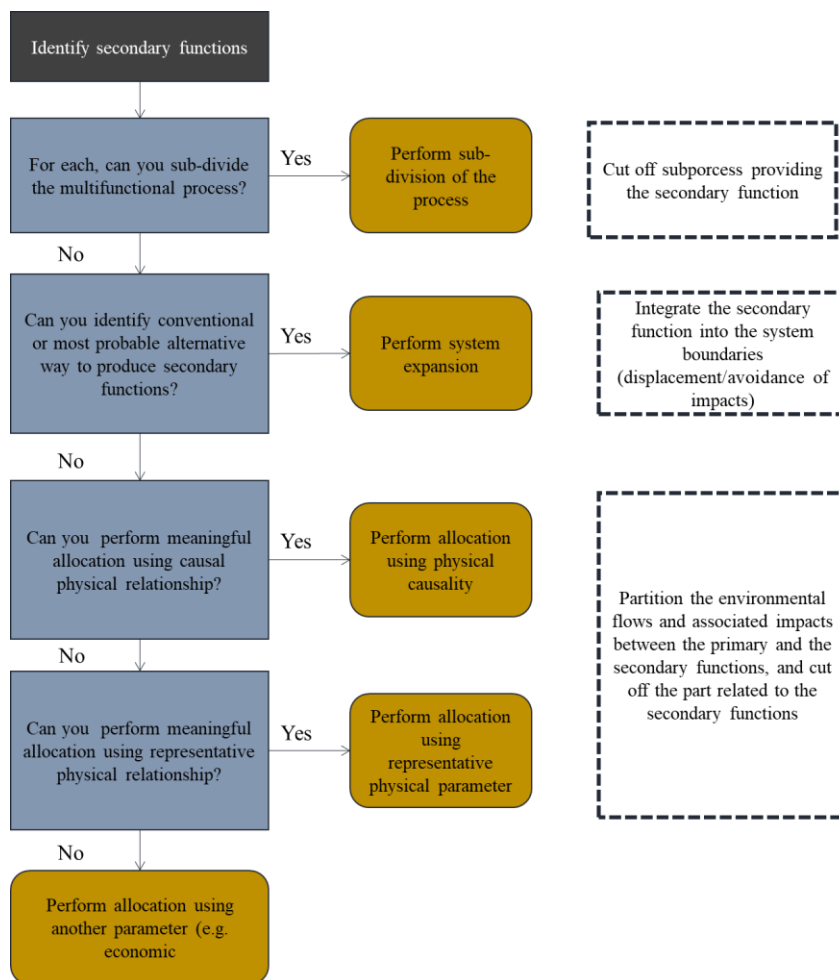 Identify secondary functions
For each, can you sub-divide
the multifunctional process?
Yes
Perform sub-
division of the
process
Cut off subporcess providing
the secondary function
No
Can you identify conventional
or most probable alternative
way to produce secondary
functions?
Yes
Perform system
expansion
Integrate the secondary
function into the system
boundaries
(displacement/avoidance of
impacts)
No
Can you perform meaningful
allocation using causal
physical relationship?
Yes
Perform allocation
using physical
causality
Partition the environmental
flows and associated impacts
between the primary and the
secondary functions, and cut
off the part related to the
secondary functions
No
Can you perform meaningful
allocation using representative
physical relationship?
Yes
Perform allocation
using
representative
physical parameter
No
Perform allocation using
another parameter (e.g.
economic